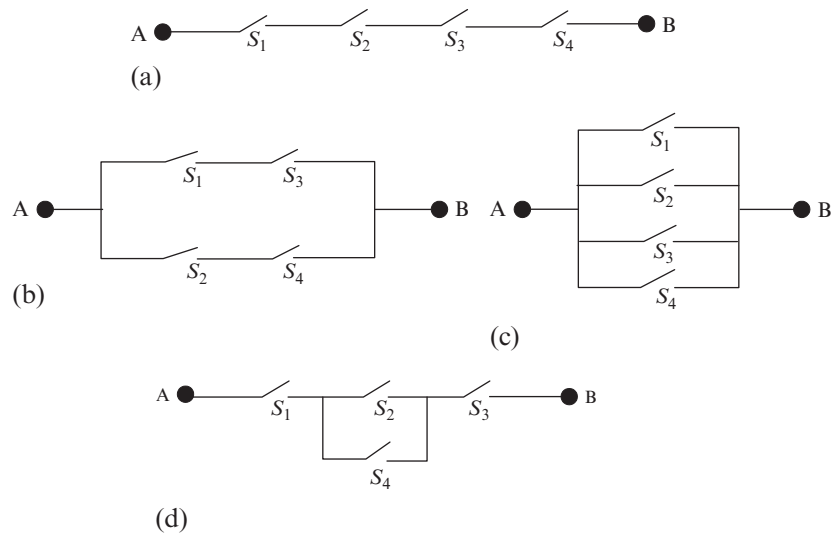 A S₁ S₂ S₃ S₄ B
(a)
S₁ S₃
A B
S₂ S₄
(b)
S₁
S₂
A B
S₃
S₄
(c)
A S₁ S₂ S₃ B
S₄
(d)